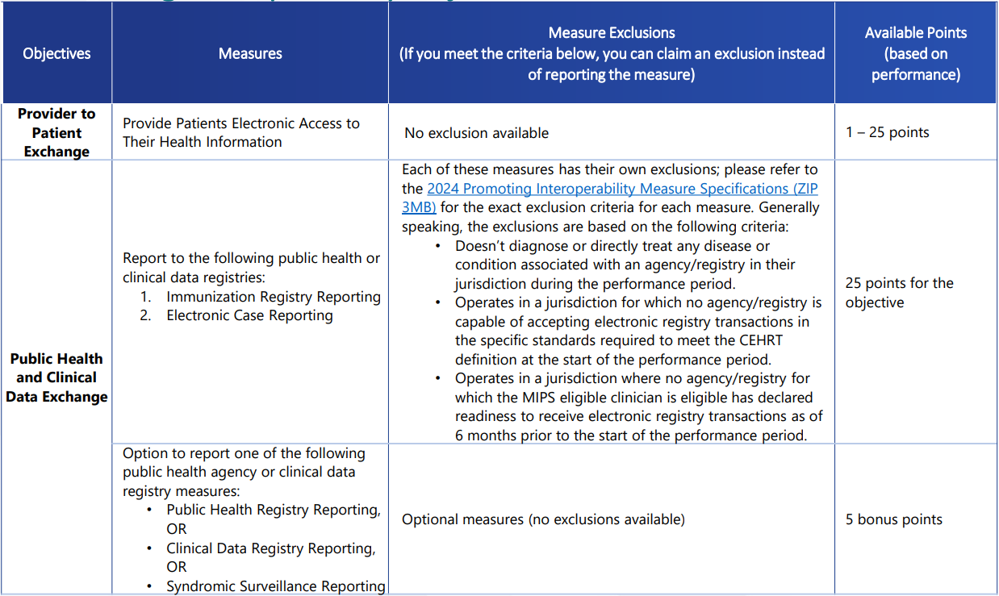 Objectives
Measures
Measure Exclusions
(If you meet the criteria below, you can claim an exclusion instead
of reporting the measure)
Available Points
(based on
performance)
Provider to
Patient
Exchange
Provide Patients Electronic Access to
Their Health Information
No exclusion available
1 – 25 points
Public Health
and Clinical
Data Exchange
Report to the following public health or
clinical data registries:
1. Immunization Registry Reporting
2. Electronic Case Reporting
Each of these measures has their own exclusions; please refer to
the 2024 Promoting Interoperability Measure Specifications (ZIP
3MB) for the exact exclusion criteria for each measure. Generally
speaking, the exclusions are based on the following criteria:
• Doesn’t diagnose or directly treat any disease or
condition associated with an agency/registry in their
jurisdiction during the performance period.
• Operates in a jurisdiction for which no agency/registry is
capable of accepting electronic registry transactions in
the specific standards required to meet the CEHRT
definition at the start of the performance period.
• Operates in a jurisdiction where no agency/registry for
which the MIPS eligible clinician is eligible has declared
readiness to receive electronic registry transactions as of
6 months prior to the start of the performance period.
25 points for the
objective
Option to report one of the following
public health agency or clinical data
registry measures:
• Public Health Registry Reporting,
OR
• Clinical Data Registry Reporting,
OR
• Syndromic Surveillance Reporting
Optional measures (no exclusions available)
5 bonus points